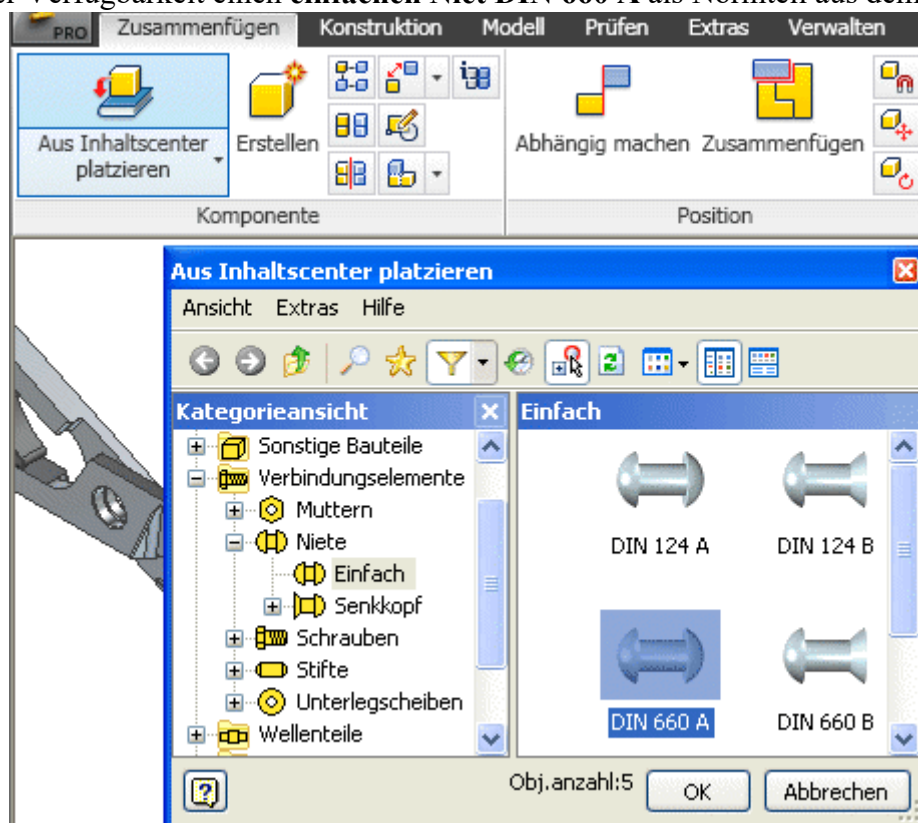 Verfügbarkeit einen einfachen Niet DIN 660 A als Normteil aus dem
PRO Zusammenfügen Konstruktion Modell Prüfen Extras Verwalten
Aus Inhaltscenter platzieren
Erstellen
Abhängig machen Zusammenfügen
Komponente Position
Aus Inhaltscenter platzieren
Ansicht Extras Hilfe
Kategorieansicht
Sonstige Bauteile
Verbindungselemente
Muttern
Niete
Einfach
Senkkopf
Schrauben
Stifte
Unterlegscheiben
Wellenteile
Einfach
DIN 124 A DIN 124 B
DIN 660 A DIN 660 B
Obj.anzahl:5 OK Abbrechen